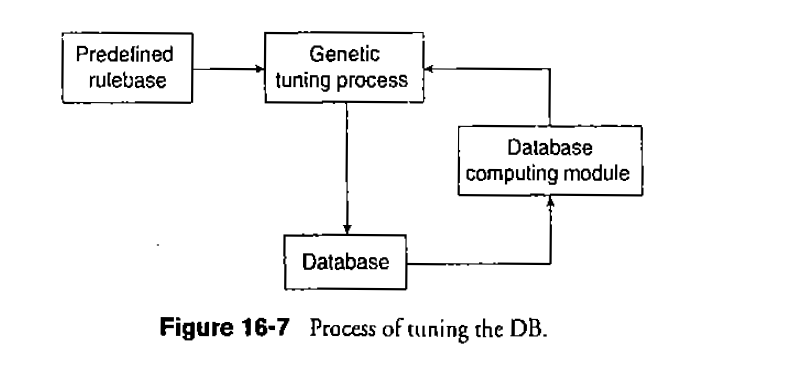 Predefined
rulebase
Genetic
tuning process
Database
computing module
Database
Figure 16-7 Process of tuning the DB.